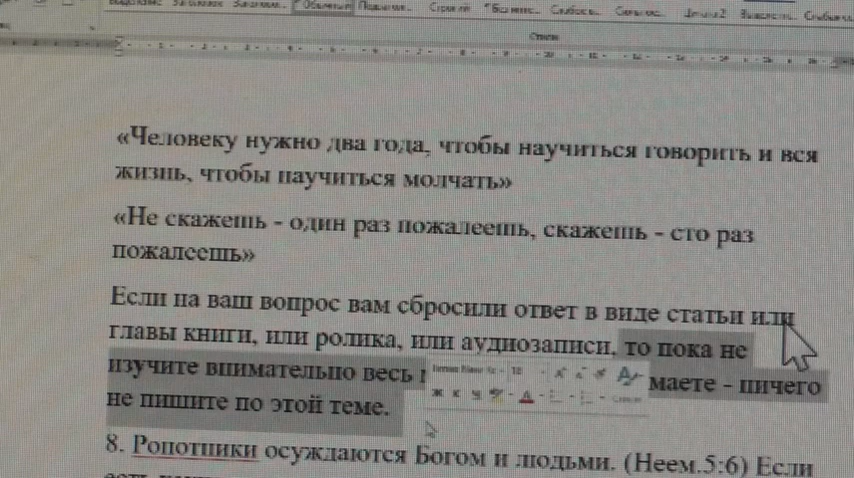 «Человеку нужно два года, чтобы научиться говорить и вся
жизнь, чтобы научиться молчать»
«Не скажешь - один раз пожалеешь, скажешь - сто раз
пожалеешь»
Если на ваш вопрос вам сбросили ответ в виде статьи или
главы книги, или ролика, или аудиозаписи, то пока не
изучите внимательно весь маете - ничего
не пишите по этой теме.
8. Ропотники осуждаются Богом и людьми. (Неем.5:6) Если